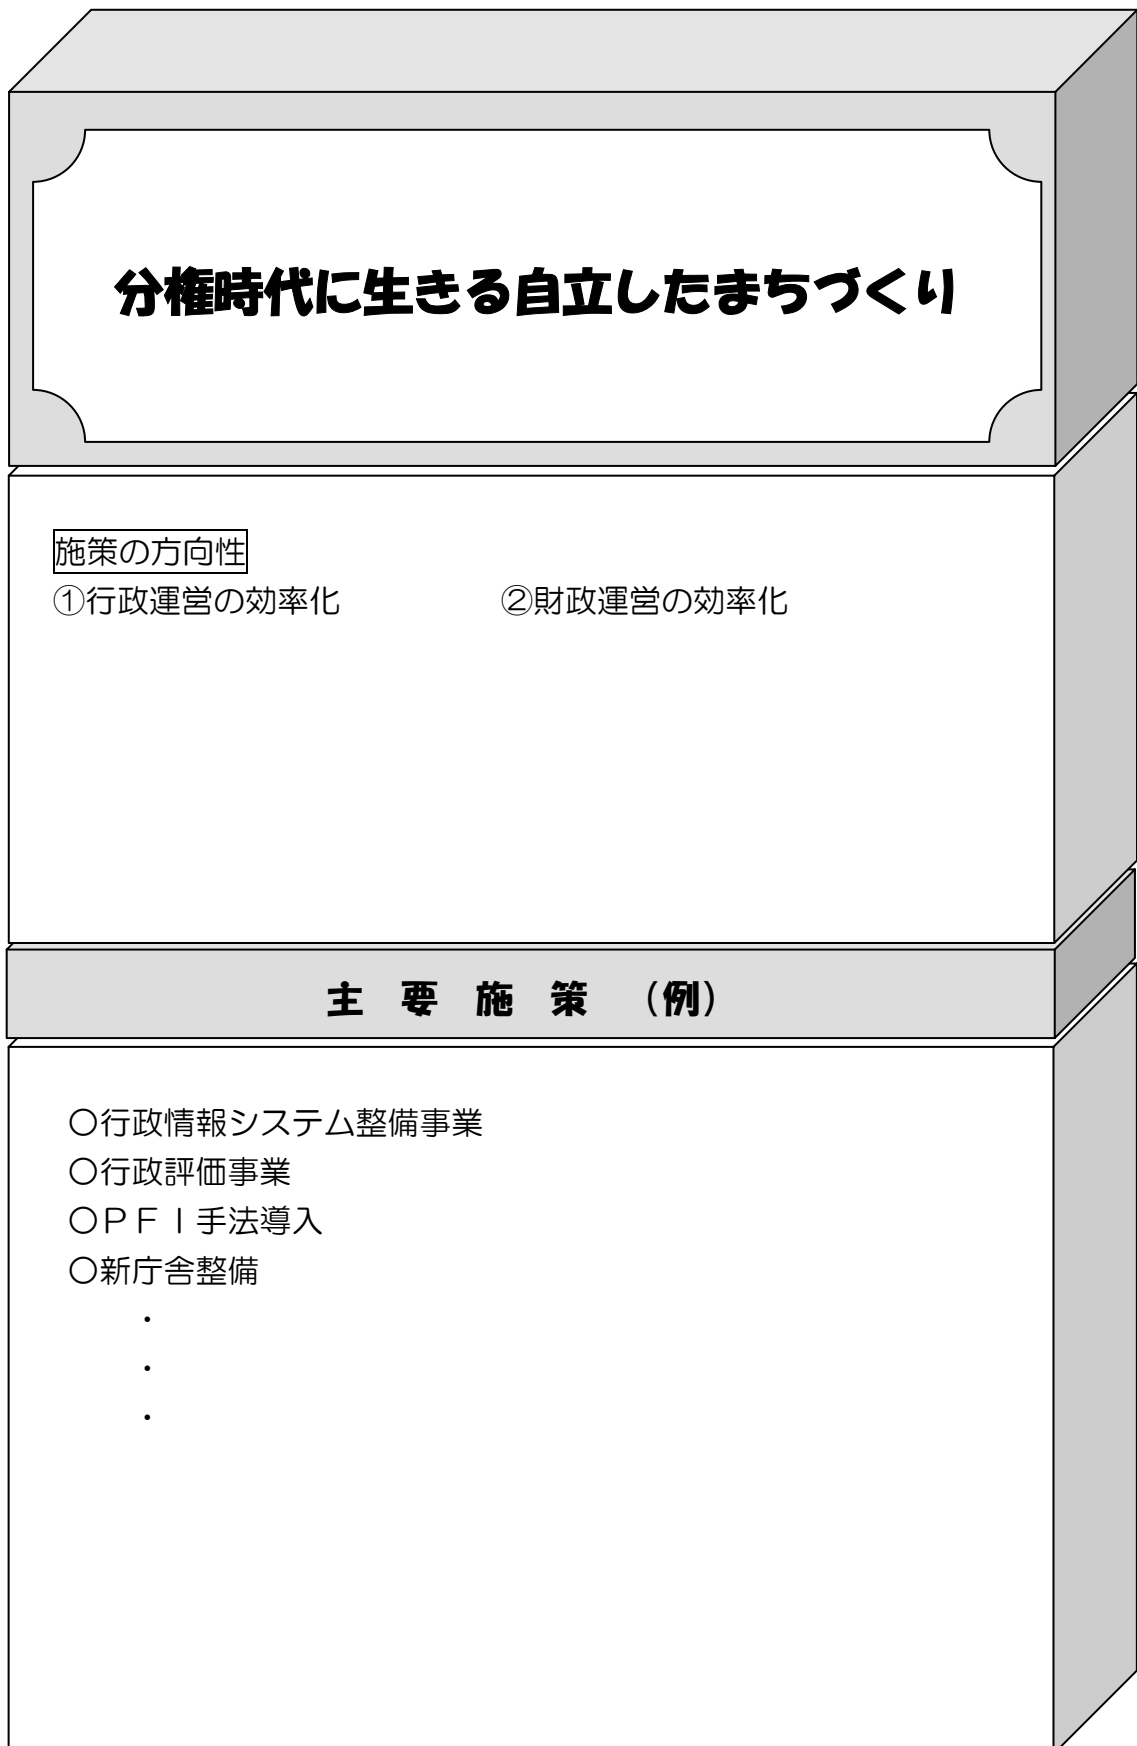 分権時代に生きる自立したまちづくり
施策の方向性
①行政運営の効率化　　　　　②財政運営の効率化
主　要　施　策　（例）
○行政情報システム整備事業
○行政評価事業
○ＰＦＩ手法導入
○新庁舎整備
・
・
・